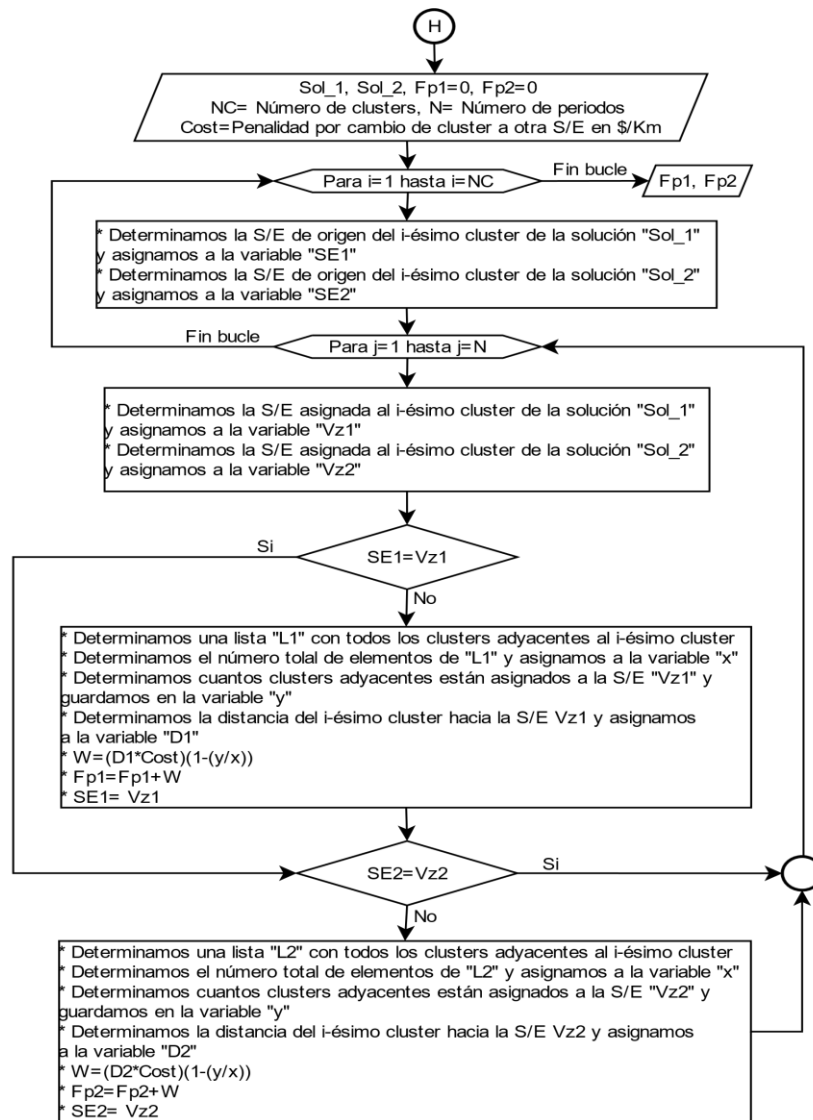 H
Sol_1, Sol_2, Fp1=0, Fp2=0
NC= Número de clusters, N= Número de periodos
Cost=Penalidad por cambio de cluster a otra S/E en $/Km
Para i=1 hasta i=NC
Fin bucle
Fp1, Fp2
* Determinamos la S/E de origen del i-ésimo cluster de la solución "Sol_1"
y asignamos a la variable "SE1"
* Determinamos la S/E de origen del i-ésimo cluster de la solución "Sol_2"
y asignamos a la variable "SE2"
Fin bucle
Para j=1 hasta j=N
* Determinamos la S/E asignada al i-ésimo cluster de la solución "Sol_1"
y asignamos a la variable "Vz1"
* Determinamos la S/E asignada al i-ésimo cluster de la solución "Sol_2"
y asignamos a la variable "Vz2"
Si
SE1=Vz1
No
* Determinamos una lista "L1" con todos los clusters adyacentes al i-ésimo cluster
* Determinamos el número total de elementos de "L1" y asignamos a la variable "x"
* Determinamos cuantos clusters adyacentes están asignados a la S/E "Vz1" y
guardamos en la variable "y"
* Determinamos la distancia del i-ésimo cluster hacia la S/E Vz1 y asignamos
a la variable "D1"
* W=(D1*Cost)(1-(y/x))
* Fp1=Fp1+W
* SE1= Vz1
SE2=Vz2
Si
No
* Determinamos una lista "L2" con todos los clusters adyacentes al i-ésimo cluster
* Determinamos el número total de elementos de "L2" y asignamos a la variable "x"
* Determinamos cuantos clusters adyacentes están asignados a la S/E "Vz2" y
guardamos en la variable "y"
* Determinamos la distancia del i-ésimo cluster hacia la S/E Vz2 y asignamos
a la variable "D2"
* W=(D2*Cost)(1-(y/x))
* Fp2=Fp2+W
* SE2= Vz2